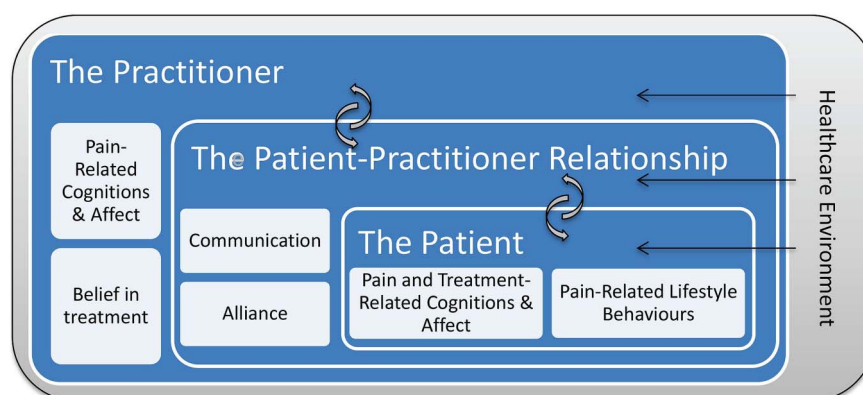 The Practitioner
Pain-
Related
Cognitions
& Affect
Belief in
treatment
The Patient-Practitioner Relationship
Communication
Alliance
The Patient
Pain and Treatment-
Related Cognitions &
Affect
Pain-Related Lifestyle
Behaviours
Healthcare Environment